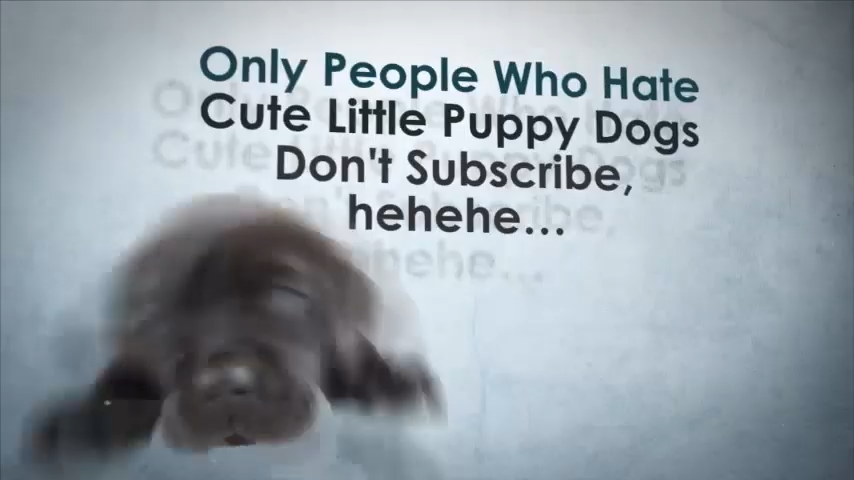 Only People Who Hate
Cute Little Puppy Dogs
Don't Subscribe,
hehehe...